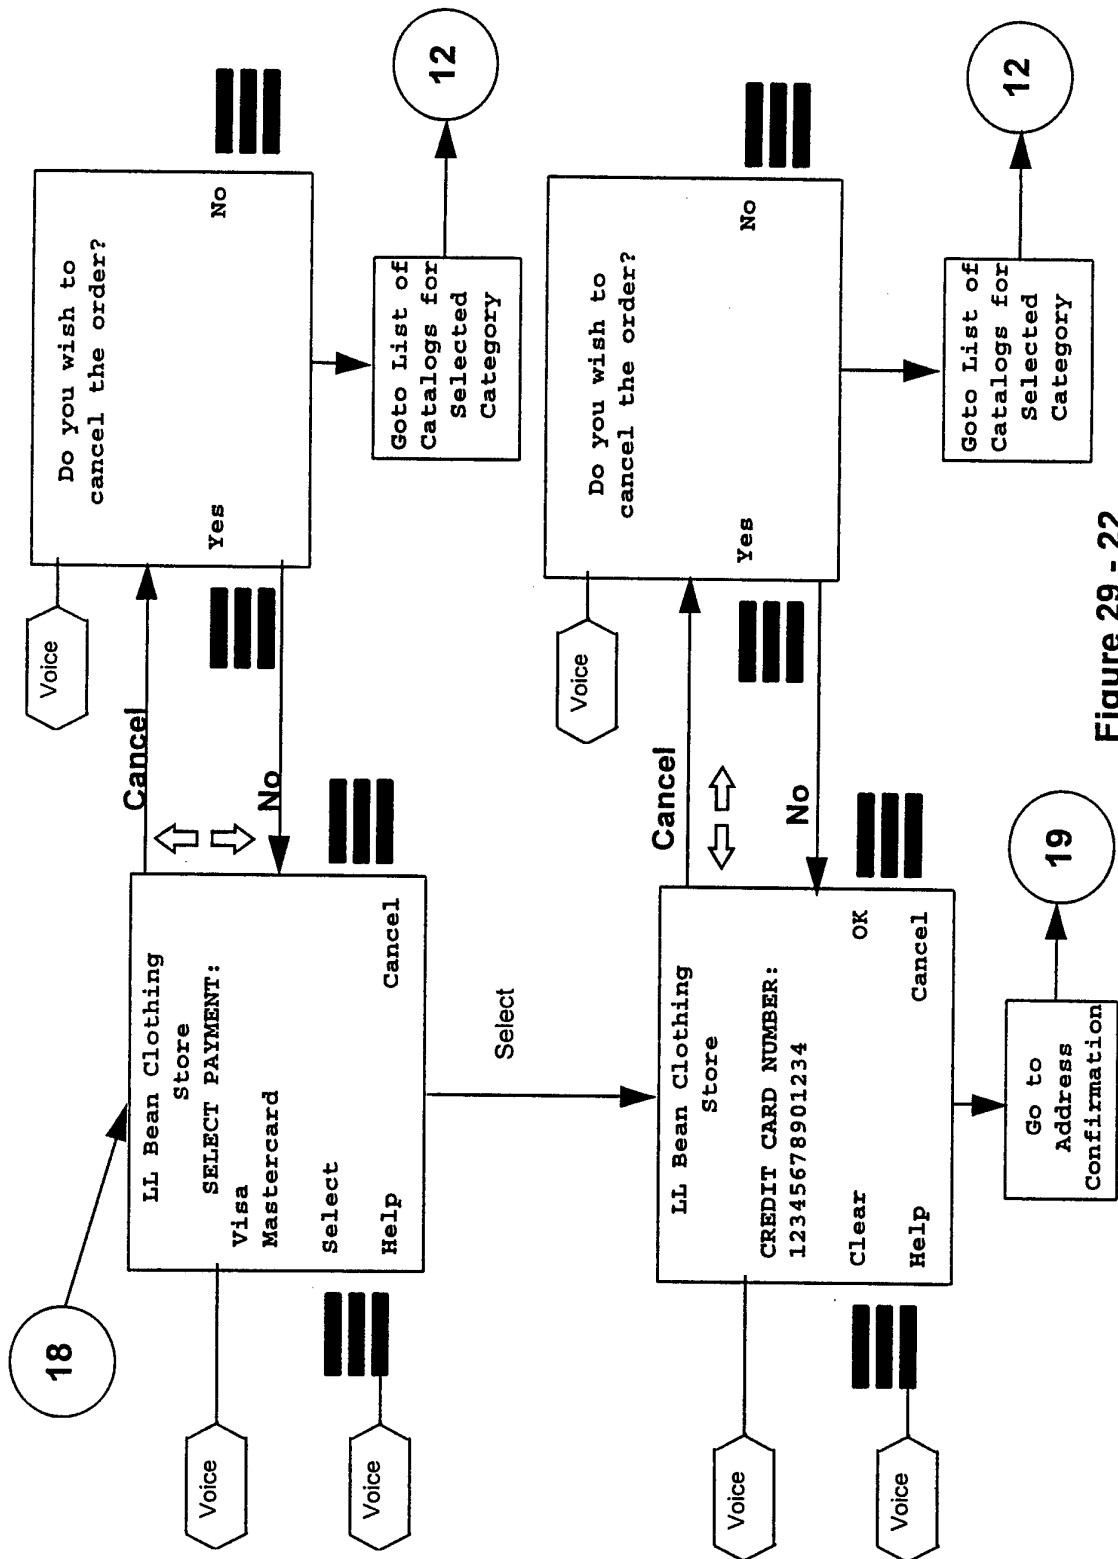 18
Voice
Voice
LL Bean Clothing
Store
SELECT PAYMENT:
Visa
Mastercard
Select
Help
Cancel
Cancel
No
Voice
Do you wish to
cancel the order?
Yes
No
Goto List of
Catalogs for
Selected
Category
12
Select
Voice
Voice
LL Bean Clothing
Store
CREDIT CARD NUMBER:
12345678901234
Clear
OK
Help
Cancel
Cancel
No
Voice
Do you wish to
cancel the order?
Yes
No
Goto List of
Catalogs for
Selected
Category
12
Go to
Address
Confirmation
19
Figure 29 - 22